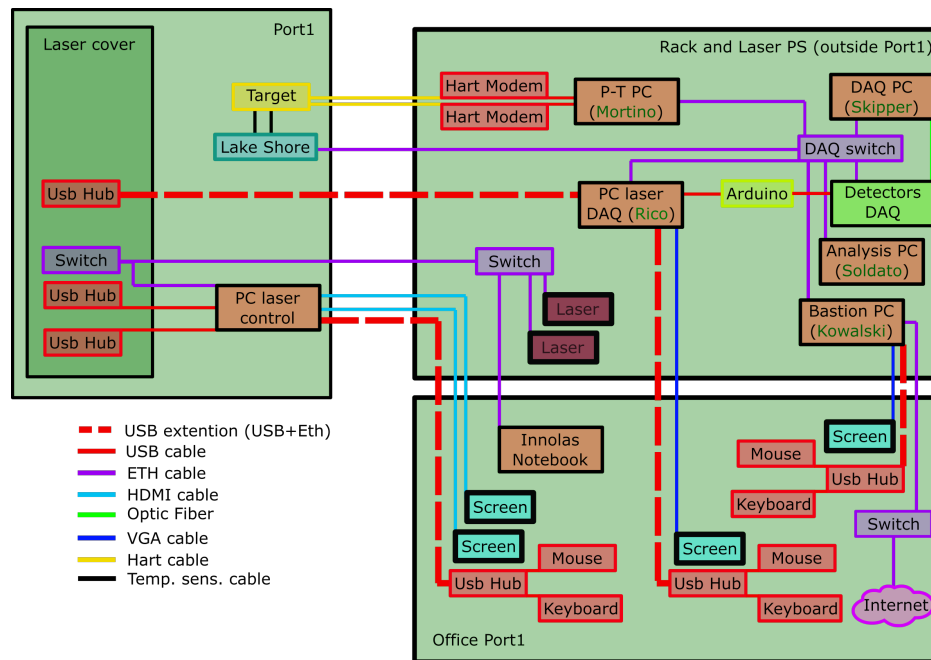 Port1
Laser cover
Target
Lake Shore
Usb Hub
Switch
Usb Hub
Usb Hub
PC laser
control
Rack and Laser PS (outside Port1)
Hart Modem
Hart Modem
P-T PC
(Mortino)
DAQ PC
(Skipper)
DAQ switch
PC laser
DAQ (Rico)
Arduino
Detectors
DAQ
Switch
Analysis PC
(Soldato)
Laser
Laser
Bastion PC
(Kowalski)
USB extention (USB+Eth)
USB cable
ETH cable
HDMI cable
Optic Fiber
VGA cable
Hart cable
Temp. sens. cable
Innolas
Notebook
Screen
Screen
Mouse
Usb Hub
Keyboard
Screen
Mouse
Usb Hub
Keyboard
Screen
Mouse
Usb Hub
Keyboard
Switch
Internet
Office Port1